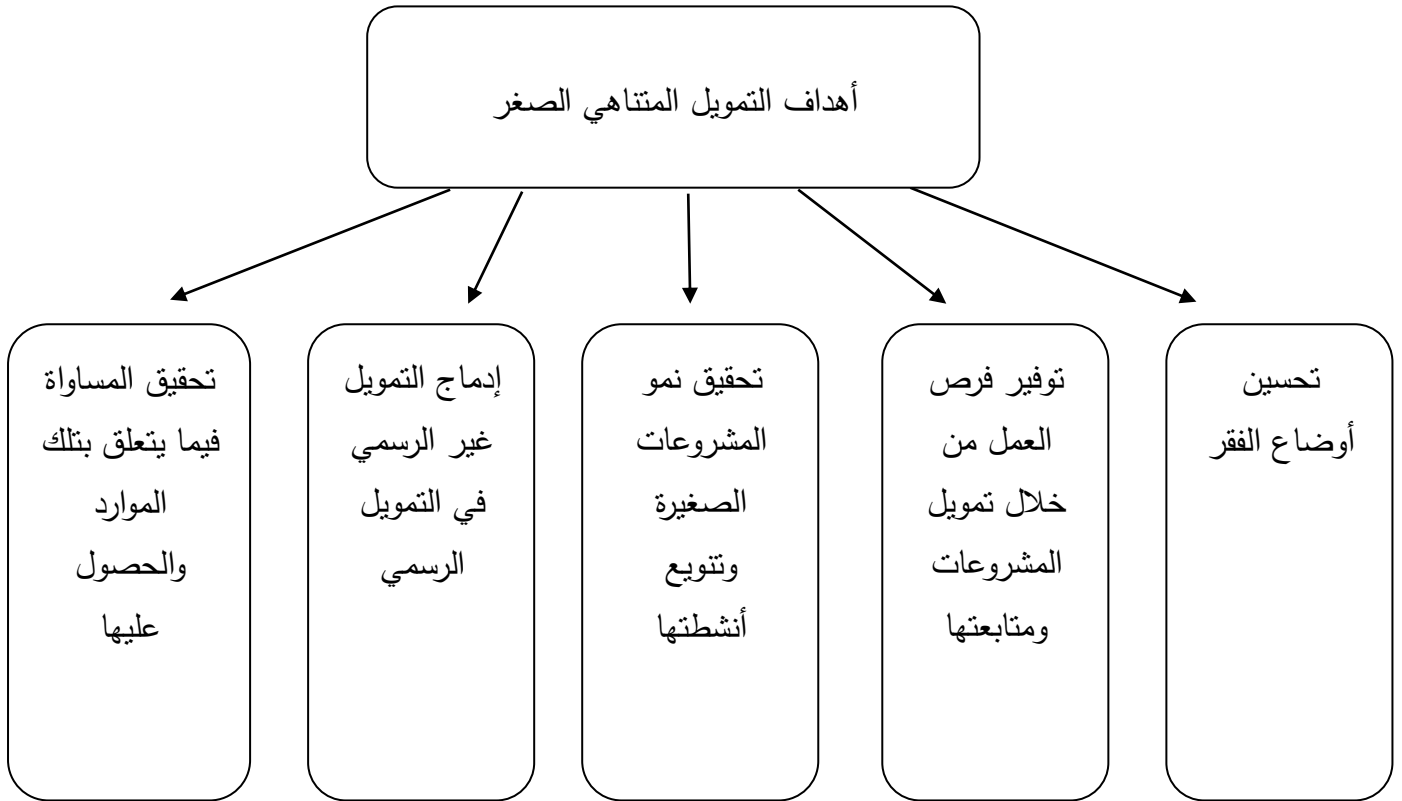 أهداف التمويل المتناهي الصغر
تحسين
أوضاع الفقر
توفير فرص
العمل من
خلال تمويل
المشروعات
ومتابعتها
تحقيق نمو
المشروعات
الصغيرة
وتنويع
أنشطتها
إدماج التمويل
غير الرسمي
في التمويل
الرسمي
تحقيق المساواة
فيما يتعلق بتلك
الموارد
والحصول
عليها